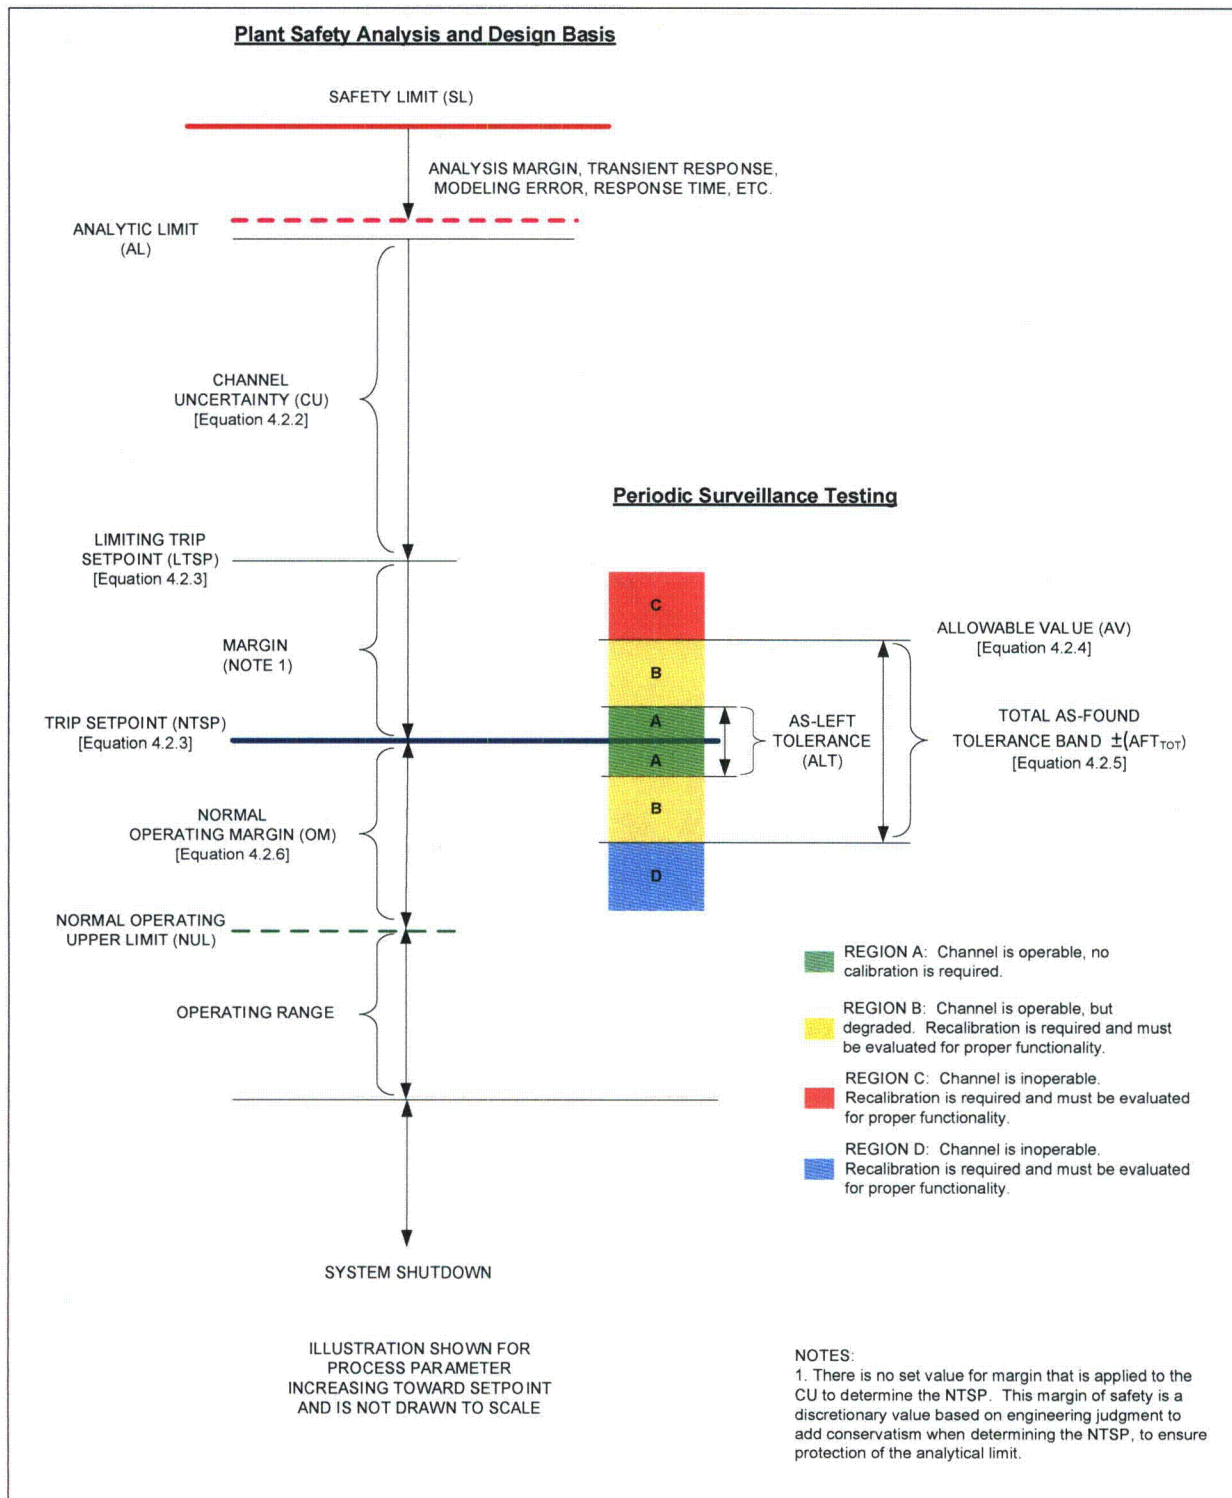 Plant Safety Analysis and Design Basis
SAFETY LIMIT (SL)
ANALYSIS MARGIN, TRANSIENT RESPONSE,
MODELING ERROR, RESPONSE TIME, ETC.
ANALYTIC LIMIT
(AL)
CHANNEL
UNCERTAINTY (CU)
[Equation 4.2.2]
Periodic Surveillance Testing
LIMITING TRIP
SETPOINT (LTSP)
[Equation 4.2.3]
C
ALLOWABLE VALUE (AV)
[Equation 4.2.4]
MARGIN
(NOTE 1)
B
TRIP SETPOINT (NTSP)
[Equation 4.2.3]
A
A
AS-LEFT
TOLERANCE
(ALT)
TOTAL AS-FOUND
TOLERANCE BAND ±(AFTTOT)
[Equation 4.2.5]
NORMAL
OPERATING MARGIN (OM)
[Equation 4.2.6]
B
D
NORMAL OPERATING
UPPER LIMIT (NUL)
OPERATING RANGE
REGION A: Channel is operable, no
calibration is required.
REGION B: Channel is operable, but
degraded. Recalibration is required and must
be evaluated for proper functionality.
REGION C: Channel is inoperable.
Recalibration is required and must be evaluated
for proper functionality.
REGION D: Channel is inoperable.
Recalibration is required and must be evaluated
for proper functionality.
SYSTEM SHUTDOWN
ILLUSTRATION SHOWN FOR
PROCESS PARAMETER
INCREASING TOWARD SETPOINT
AND IS NOT DRAWN TO SCALE
NOTES:
1. There is no set value for margin that is applied to the
CU to determine the NTSP. This margin of safety is a
discretionary value based on engineering judgment to
add conservatism when determining the NTSP, to ensure
protection of the analytical limit.